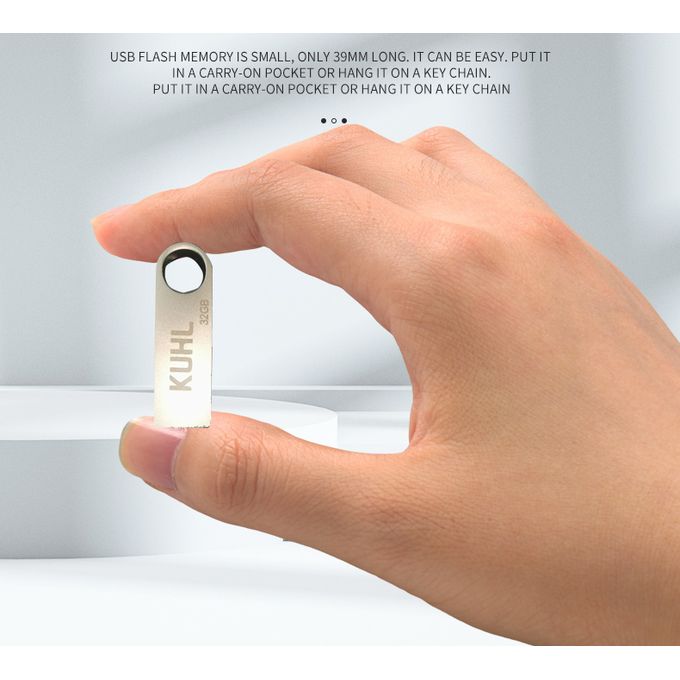 USB FLASH MEMORY IS SMALL, ONLY 39MM LONG. IT CAN BE EASY. PUT IT
IN A CARRY-ON POCKET OR HANG IT ON A KEY CHAIN.
PUT IT IN A CARRY-ON POCKET OR HANG IT ON A KEY CHAIN
KUHL
32GB